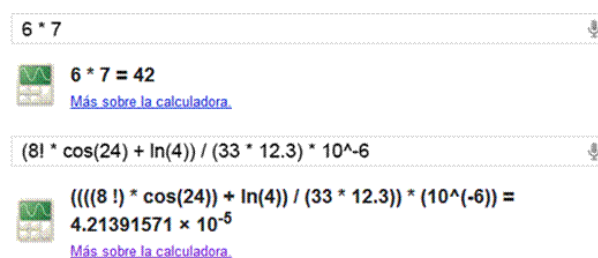 6 * 7
6 * 7 = 42
Más sobre la calculadora.
(8! * cos(24) + ln(4)) / (33 * 12.3) * 10^-6
((((8 !) * cos(24)) + ln(4)) / (33 * 12.3)) * (10^(-6)) =
4.21391571 × 10⁻⁵
Más sobre la calculadora.